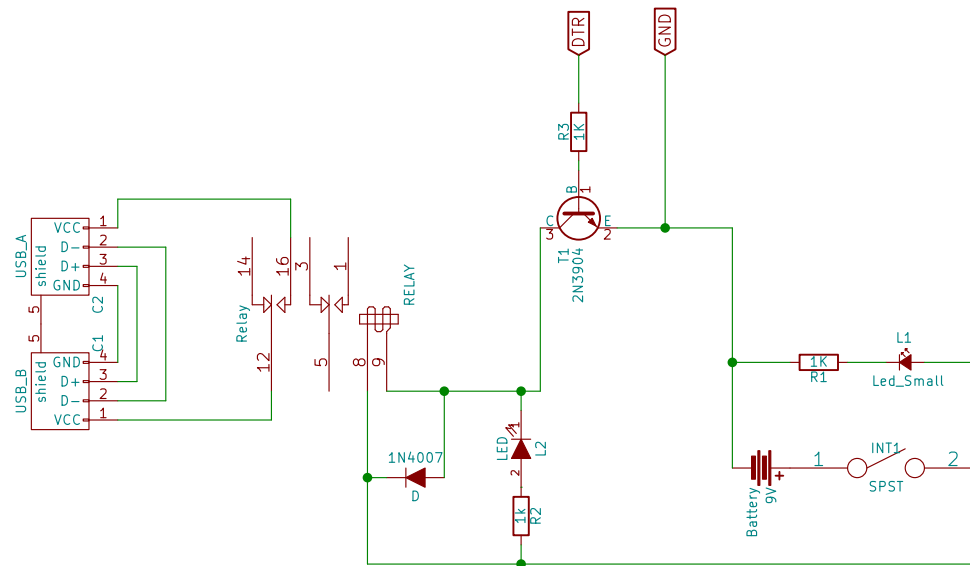 DTR
GND
R3
1K
B
1
C
3
E
2
T1
2N3904
USB_A
shield
VCC
1
D-
2
D+
3
GND
4
5
C2
5
C1
USB_B
shield
GND
4
D+
3
D-
2
VCC
1
Relay
14
16
12
3
1
5
RELAY
8
9
1N4007
D
LED
1
2
L2
1k
R2
L1
1K
R1
Led_Small
Battery
9V
+
1
INT1
2
SPST